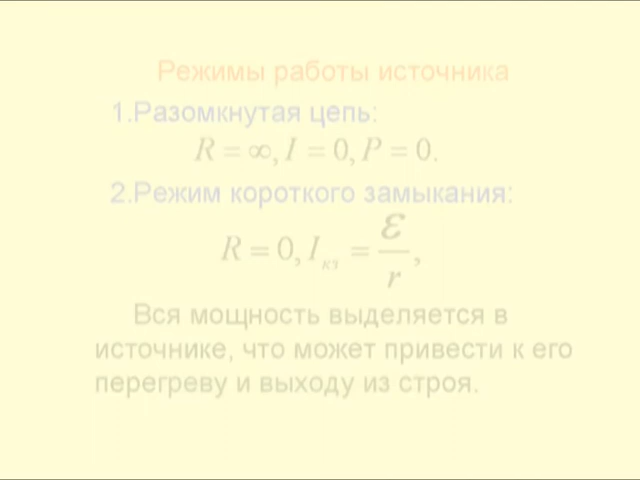 Режимы работы источника
1.Разомкнутая цепь:
R = ∞, I = 0, P = 0.
2.Режим короткого замыкания:
R = 0, I_кз = ε/r,
Вся мощность выделяется в
источнике, что может привести к его
перегреву и выходу из строя.